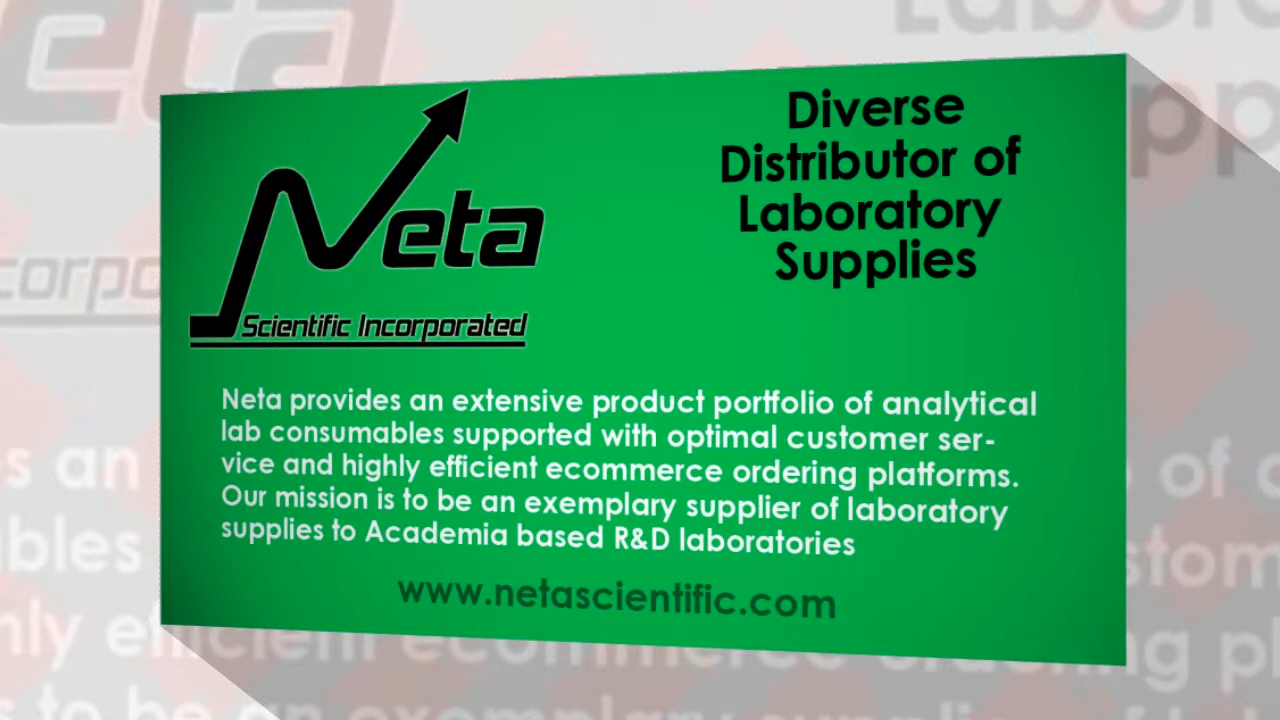 Neta
Scientific Incorporated
Diverse
Distributor of
Laboratory
Supplies
Neta provides an extensive product portfolio of analytical
lab consumables supported with optimal customer ser-
vice and highly efficient ecommerce ordering platforms.
Our mission is to be an exemplary supplier of laboratory
supplies to Academia based R&D laboratories
www.netascientific.com